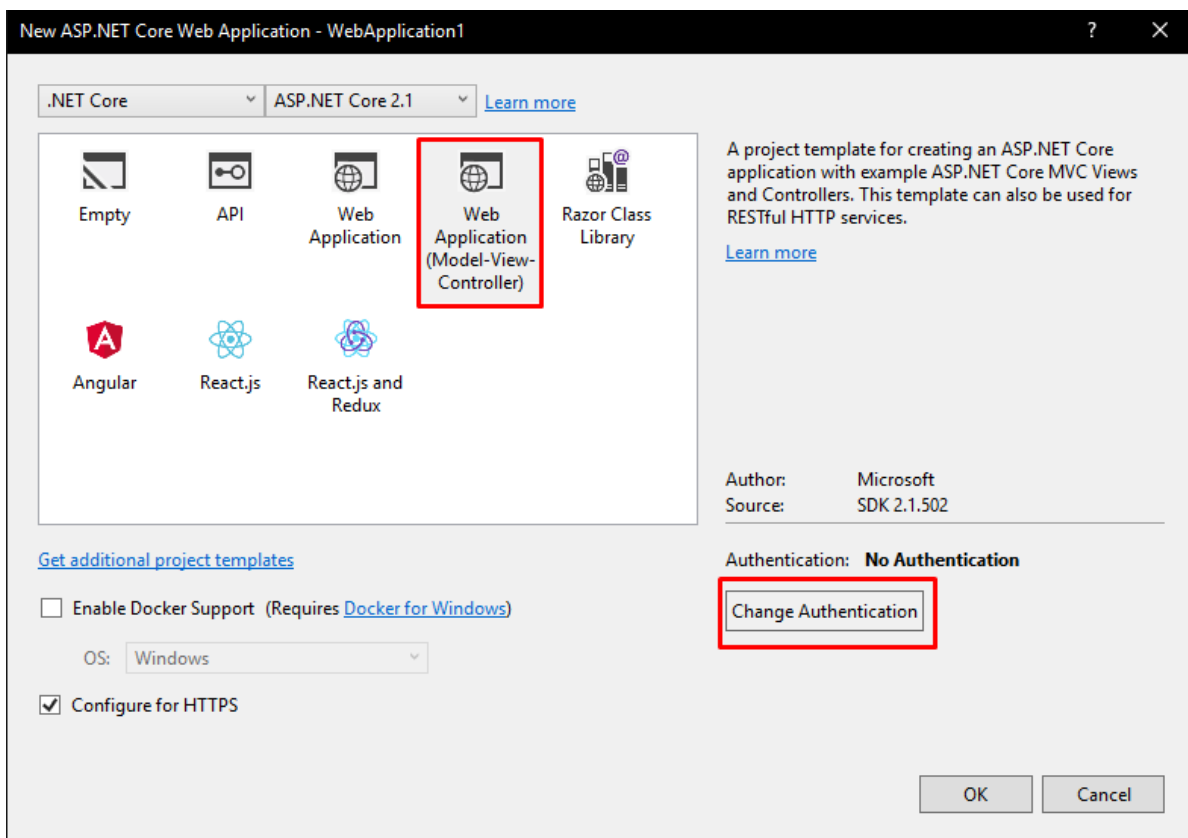 New ASP.NET Core Web Application - WebApplication1
?
.NET Core
ASP.NET Core 2.1
Learn more
Empty
API
Web
Application
Web
Application
(Model-View-
Controller)
Razor Class
Library
Angular
React.js
React.js and
Redux
A project template for creating an ASP.NET Core
application with example ASP.NET Core MVC Views
and Controllers. This template can also be used for
RESTful HTTP services.
Learn more
Author: Microsoft
Source: SDK 2.1.502
Get additional project templates
Enable Docker Support (Requires Docker for Windows)
OS: Windows
Configure for HTTPS
Authentication: No Authentication
Change Authentication
OK
Cancel